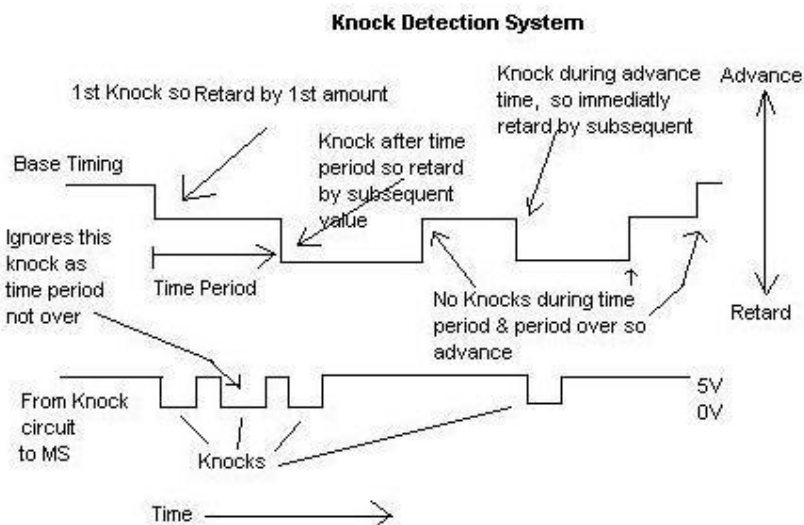 Knock Detection System
1st Knock so Retard by 1st amount
Knock during advance
time, so immediatly
retard by subsequent
Advance
Base Timing
Knock after time
period so retard
by subsequent
value
Ignores this
knock as
time period
not over
Time Period
No Knocks during time
period & period over so
advance
Retard
From Knock
circuit
to MS
Knocks
5V
0V
Time